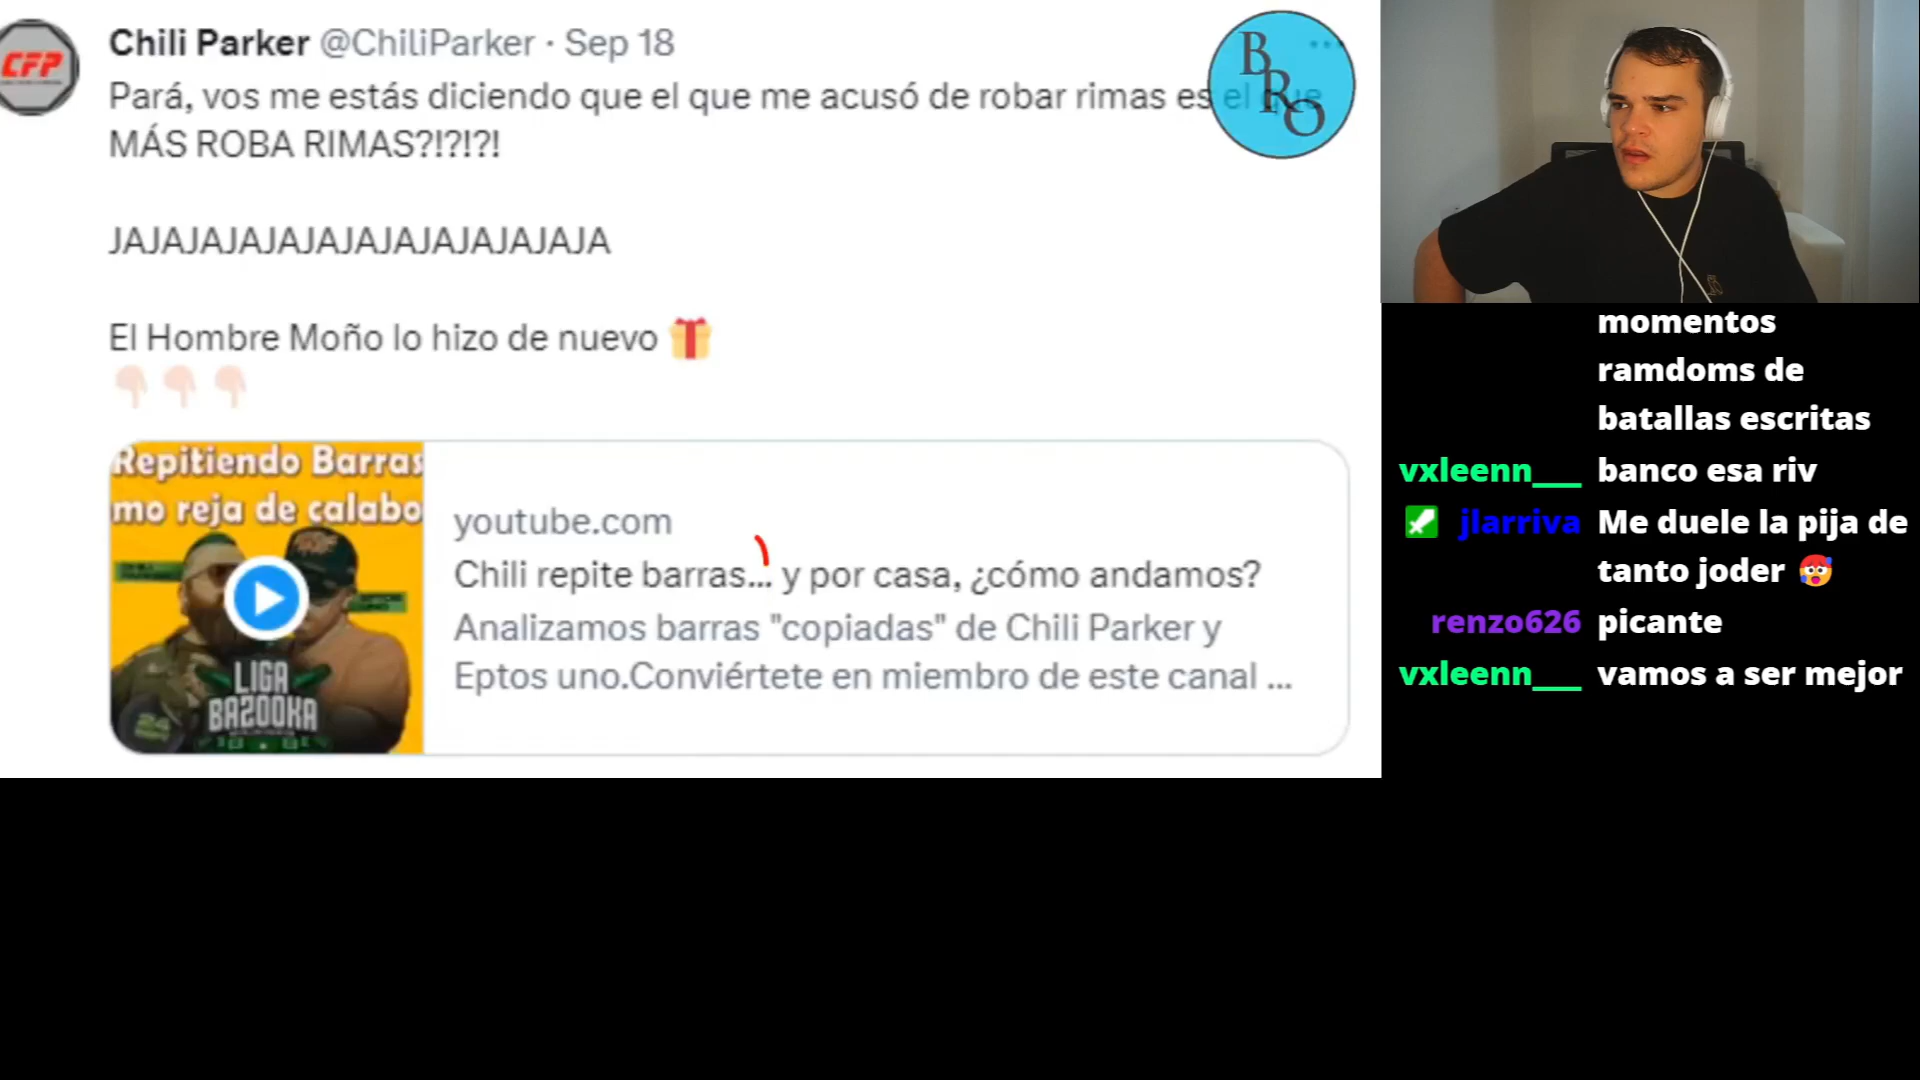 CFP
Chili Parker @ChiliParker · Sep 18
Pará, vos me estás diciendo que el que me acusó de robar rimas es el que
MÁS ROBA RIMAS?!?!?!
JAJAJAJAJAJAJAJAJAJAJAJAJA
El Hombre Moño lo hizo de nuevo 🎁
👇🏻👇🏻👇🏻
BRO
Repitiendo Barras
mo reja de calabo
LIGA
BAZOOKA
24
youtube.com
Chili repite barras... y por casa, ¿cómo andamos?
Analizamos barras "copiadas" de Chili Parker y
Eptos uno.Conviértete en miembro de este canal ...
momentos
ramdoms de
batallas escritas
vxleenn___ banco esa riv
jlarriva Me duele la pija de
tanto joder 🥵
renzo626 picante
vxleenn___ vamos a ser mejor